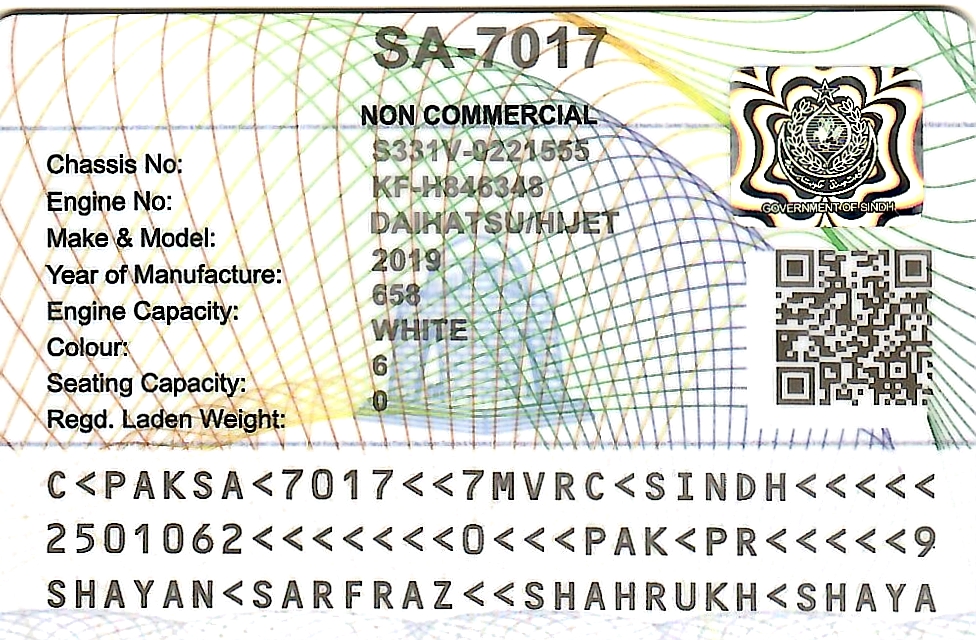 SA-7017
NON COMMERCIAL
Chassis No: S331V-0221555
Engine No: KF-H846348
Make & Model: DAIHATSU/HIJET
Year of Manufacture: 2019
Engine Capacity: 658
Colour: WHITE
Seating Capacity: 6
Regd. Laden Weight: 0
GOVERNMENT OF SINDH
C<PAKSA<7017<<7MVRC<SINDH<<<<<
2501062<<<<<<<0<<<PAK<PR<<<<<9
SHAYAN<SARFRAZ<<SHAHRUKH<SHAYA